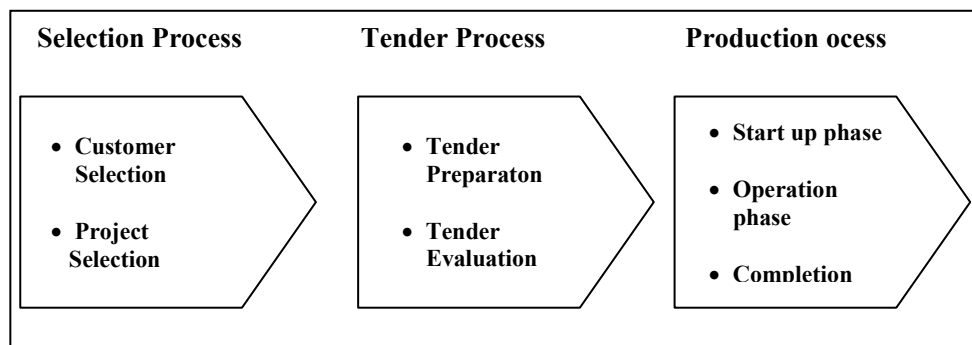 Selection Process
Tender Process
Production ocess
• Customer
Selection
• Project
Selection
• Tender
Preparaton
• Tender
Evaluation
• Start up phase
• Operation
phase
• Completion